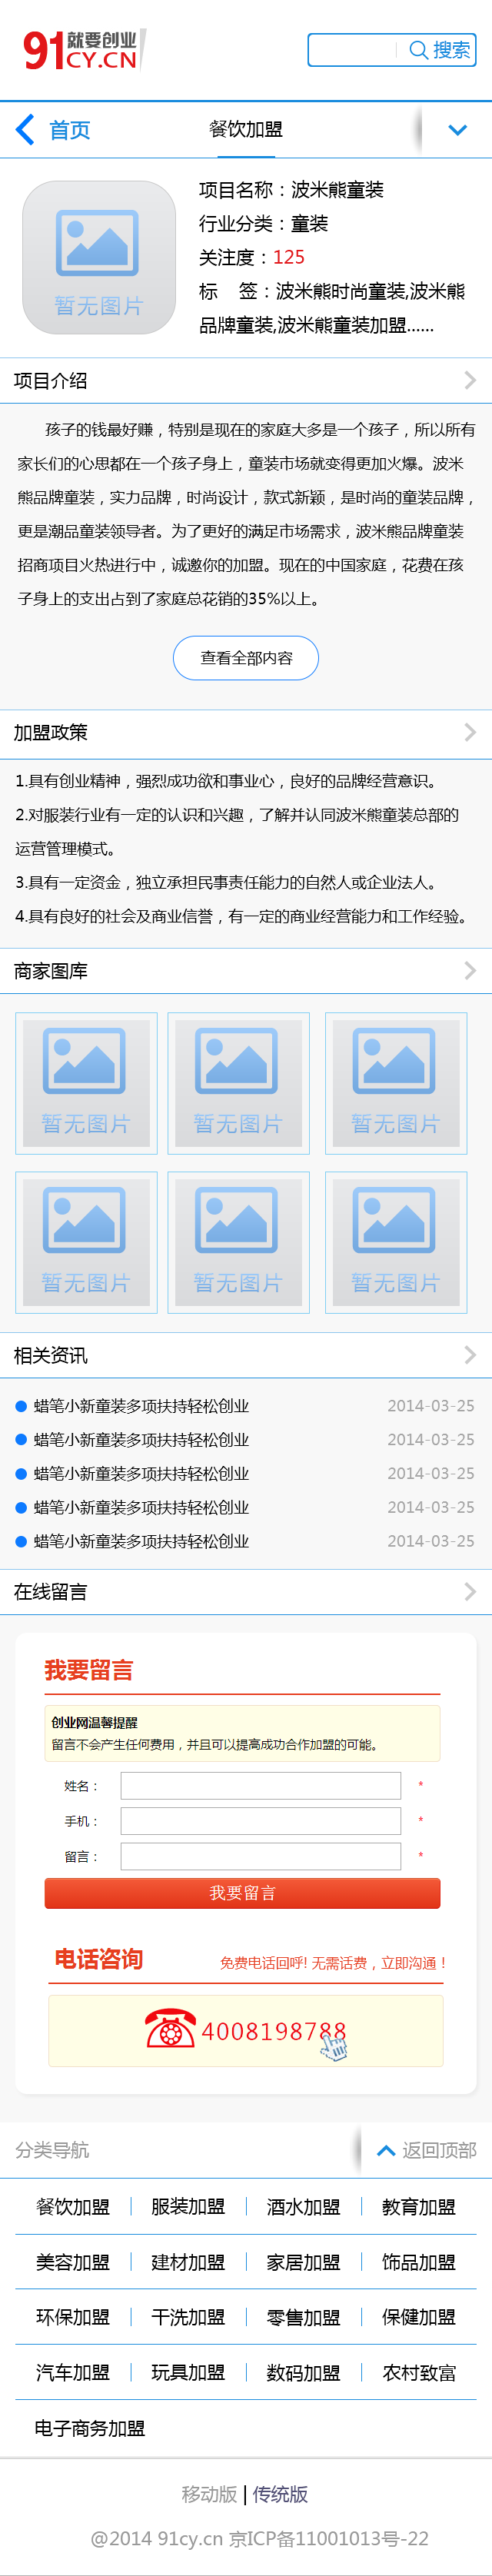 91就要创业
CY.CN
搜索
首页
餐饮加盟
项目名称：波米熊童装
行业分类：童装
关注度：125
标 签：波米熊时尚童装,波米熊
品牌童装,波米熊童装加盟......
暂无图片
项目介绍
孩子的钱最好赚，特别是现在的家庭大多是一个孩子，所以所有
家长们的心思都在一个孩子身上，童装市场就变得更加火爆。波米
熊品牌童装，实力品牌，时尚设计，款式新颖，是时尚的童装品牌，
更是潮品童装领导者。为了更好的满足市场需求，波米熊品牌童装
招商项目火热进行中，诚邀你的加盟。现在的中国家庭，花费在孩
子身上的支出占到了家庭总花销的35%以上。
查看全部内容
加盟政策
1.具有创业精神，强烈成功欲和事业心，良好的品牌经营意识。
2.对服装行业有一定的认识和兴趣，了解并认同波米熊童装总部的
运营管理模式。
3.具有一定资金，独立承担民事责任能力的自然人或企业法人。
4.具有良好的社会及商业信誉，有一定的商业经营能力和工作经验。
商家图库
暂无图片 暂无图片 暂无图片
暂无图片 暂无图片 暂无图片
相关资讯
蜡笔小新童装多项扶持轻松创业 2014-03-25
蜡笔小新童装多项扶持轻松创业 2014-03-25
蜡笔小新童装多项扶持轻松创业 2014-03-25
蜡笔小新童装多项扶持轻松创业 2014-03-25
蜡笔小新童装多项扶持轻松创业 2014-03-25
在线留言
我要留言
创业网温馨提醒
留言不会产生任何费用，并且可以提高成功合作加盟的可能。
姓名： *
手机： *
留言： *
我要留言
电话咨询 免费电话回呼! 无需话费，立即沟通！
4008198788
分类导航 返回顶部
餐饮加盟 服装加盟 酒水加盟 教育加盟
美容加盟 建材加盟 家居加盟 饰品加盟
环保加盟 干洗加盟 零售加盟 保健加盟
汽车加盟 玩具加盟 数码加盟 农村致富
电子商务加盟
移动版 | 传统版
@2014 91cy.cn 京ICP备11001013号-22